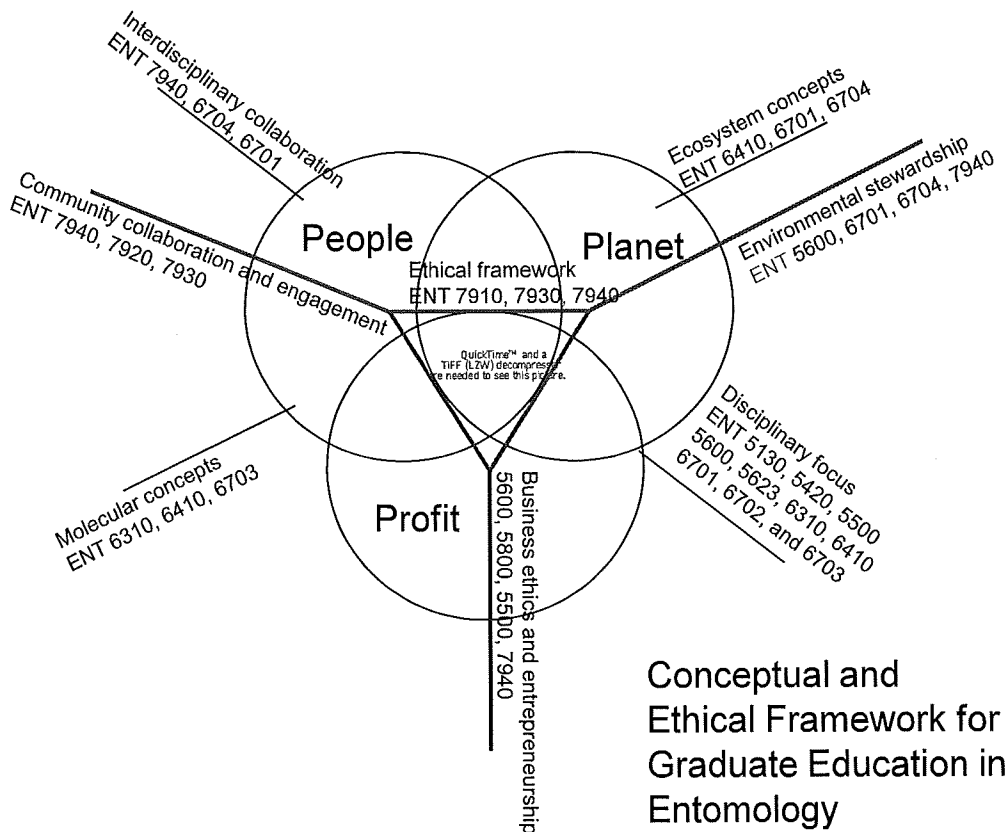 Interdisciplinary collaboration
ENT 7940, 6704, 6701
Ecosystem concepts
ENT 6410, 6701, 6704
Community collaboration and engagement
ENT 7940, 7920, 7930
People
Planet
Environmental stewardship
ENT 5600, 6701, 6704, 7940
Ethical framework
ENT 7910, 7930, 7940
QuickTime™ and a
TIFF (LZW) decompressor
are needed to see this picture.
Molecular concepts
ENT 6310, 6410, 6703
Disciplinary focus
ENT 5130, 5420, 5500
5600, 5623, 6310, 6410
6701, 6702, and 6703
Profit
Business ethics and entrepreneurship
5600, 5800, 5500, 7940
Conceptual and
Ethical Framework for
Graduate Education in
Entomology